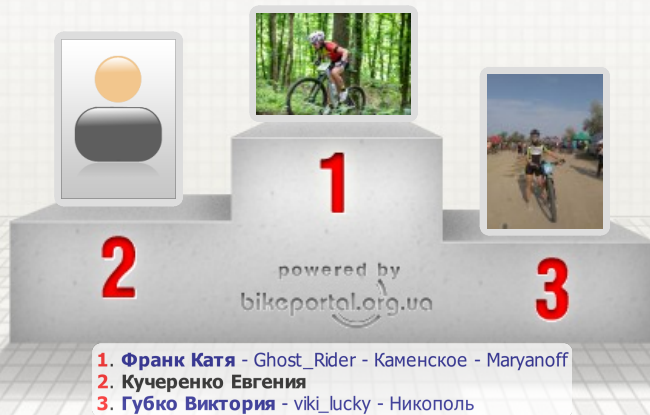 1
2
3
powered by
bikeportal.org.ua
1. Франк Катя - Ghost_Rider - Каменское - Maryanoff
2. Кучеренко Евгения
3. Губко Виктория - viki_lucky - Никополь